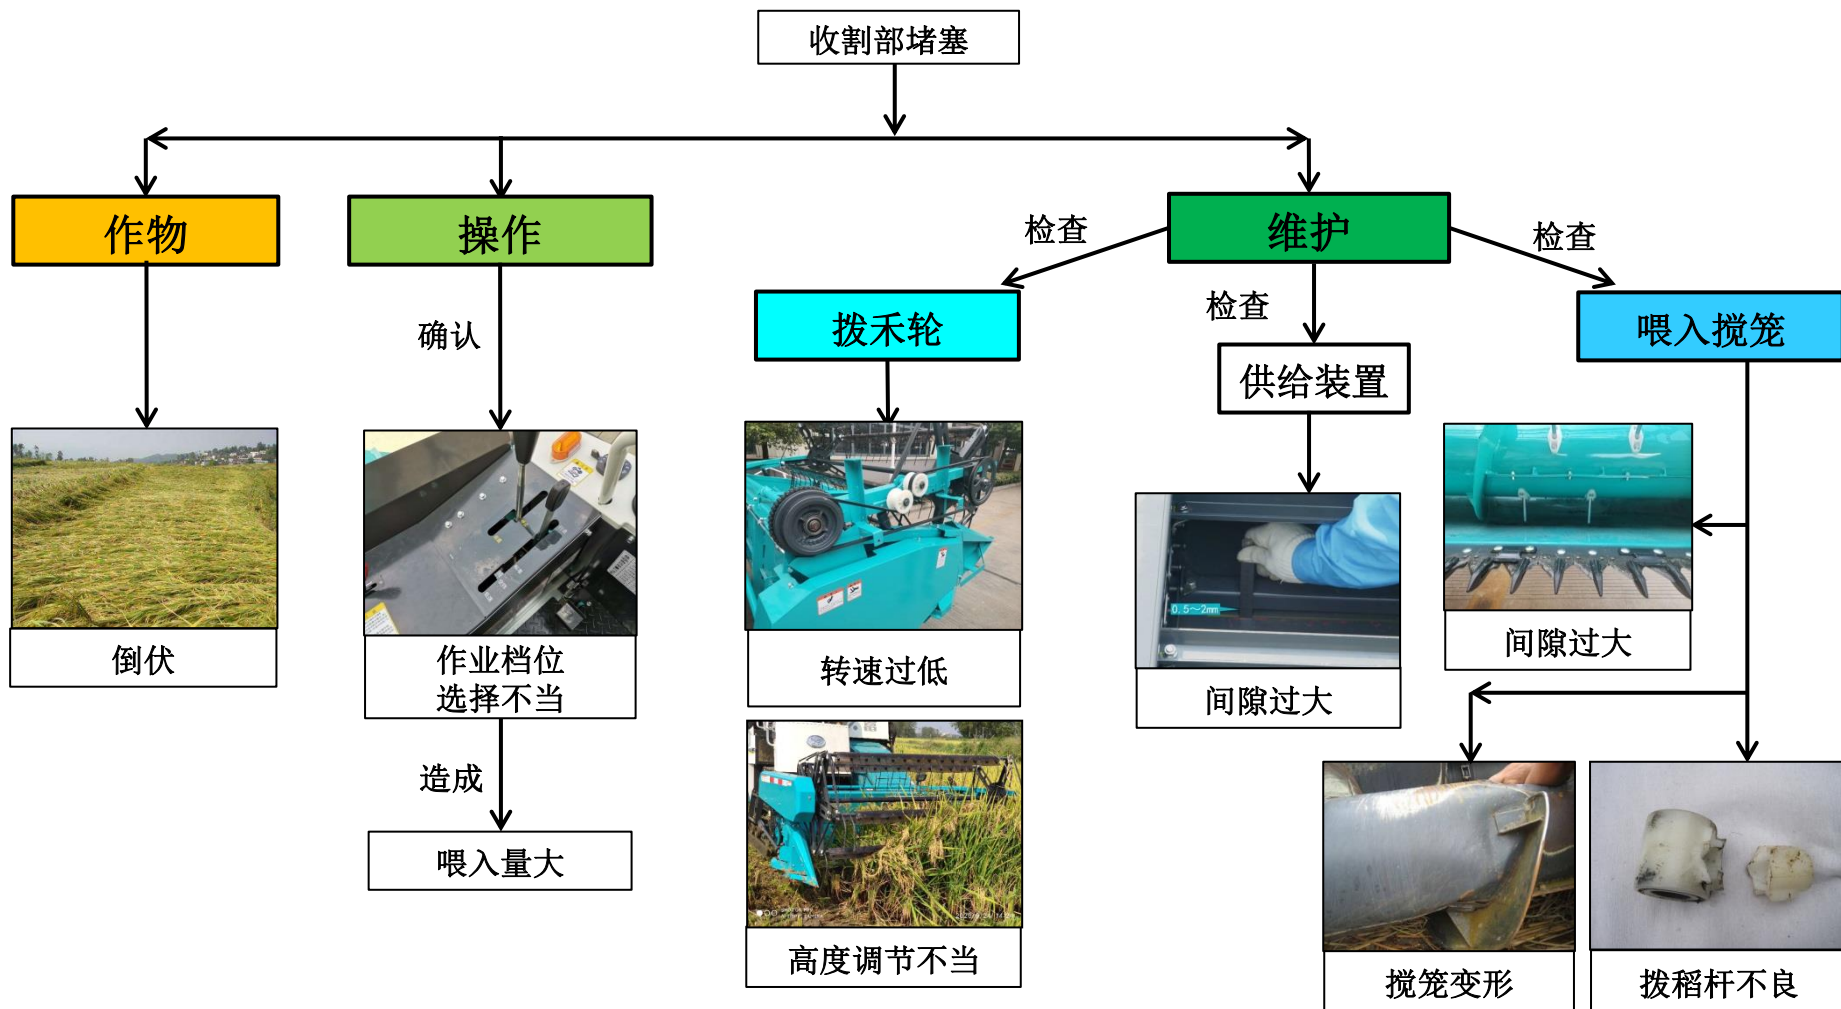 收割部堵塞
作物
操作
维护
检查
检查
检查
确认
拨禾轮
供给装置
喂入搅笼
0.5~2mm
倒伏
作业档位
选择不当
转速过低
间隙过大
间隙过大
造成
喂入量大
高度调节不当
搅笼变形
拨稻杆不良